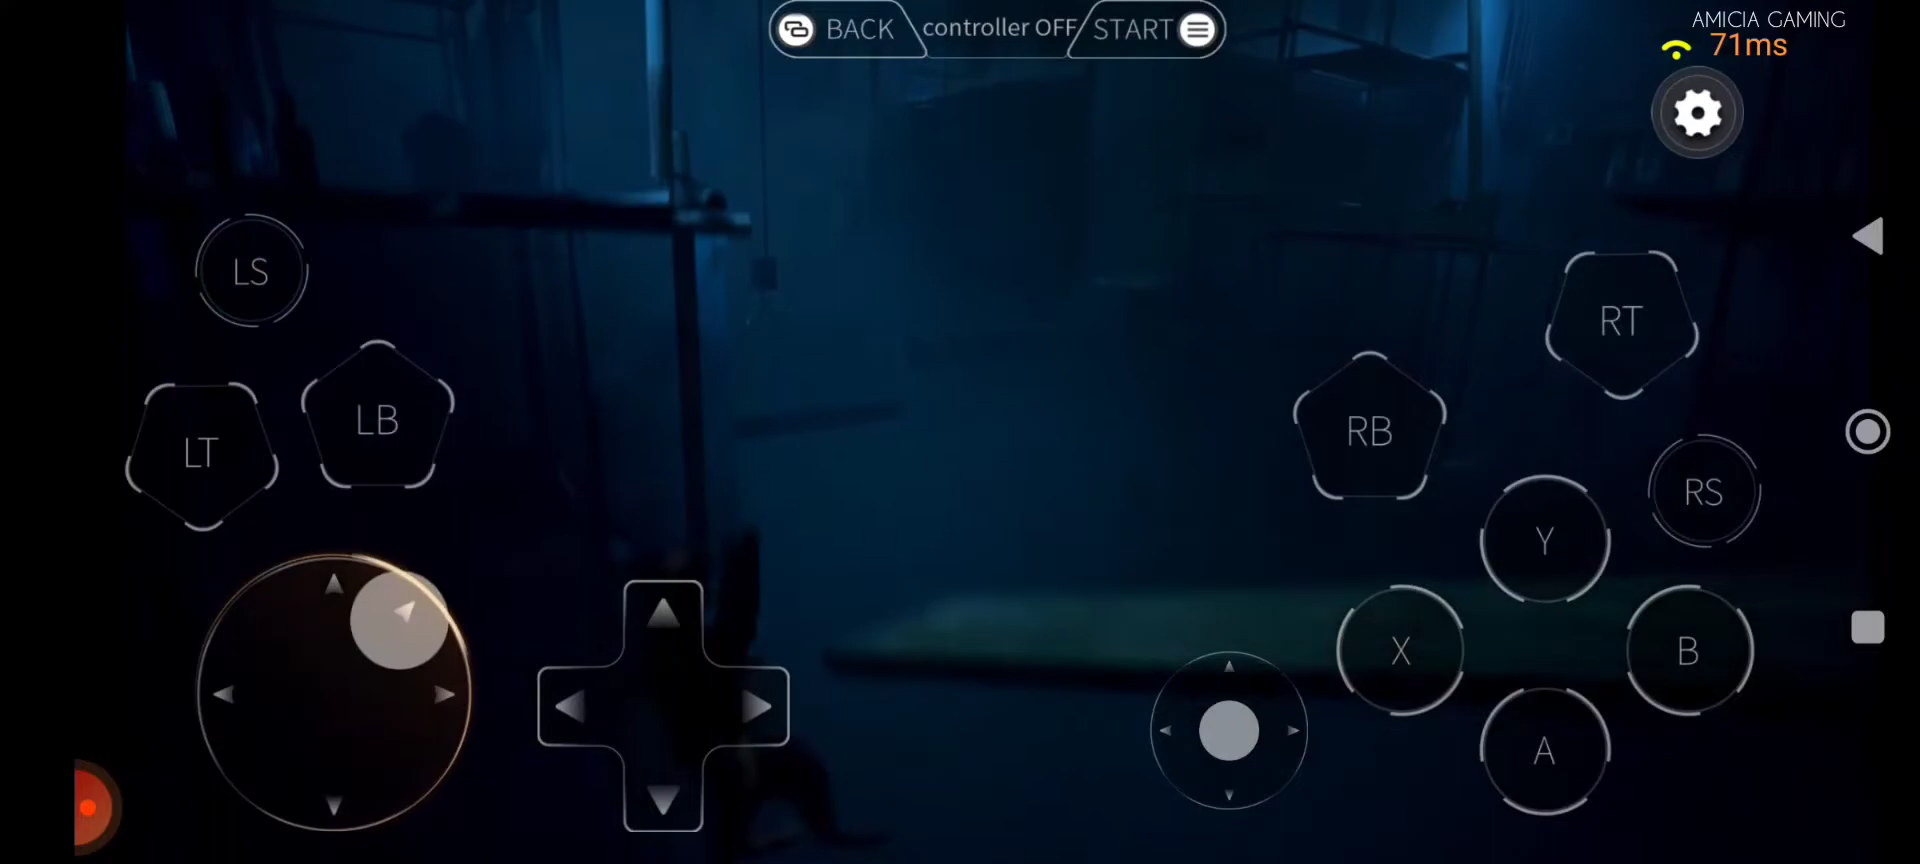 BACK controller OFF START
AMICIA GAMING
71ms
LS
RT
LB
LT
RB
RS
Y
X
B
A